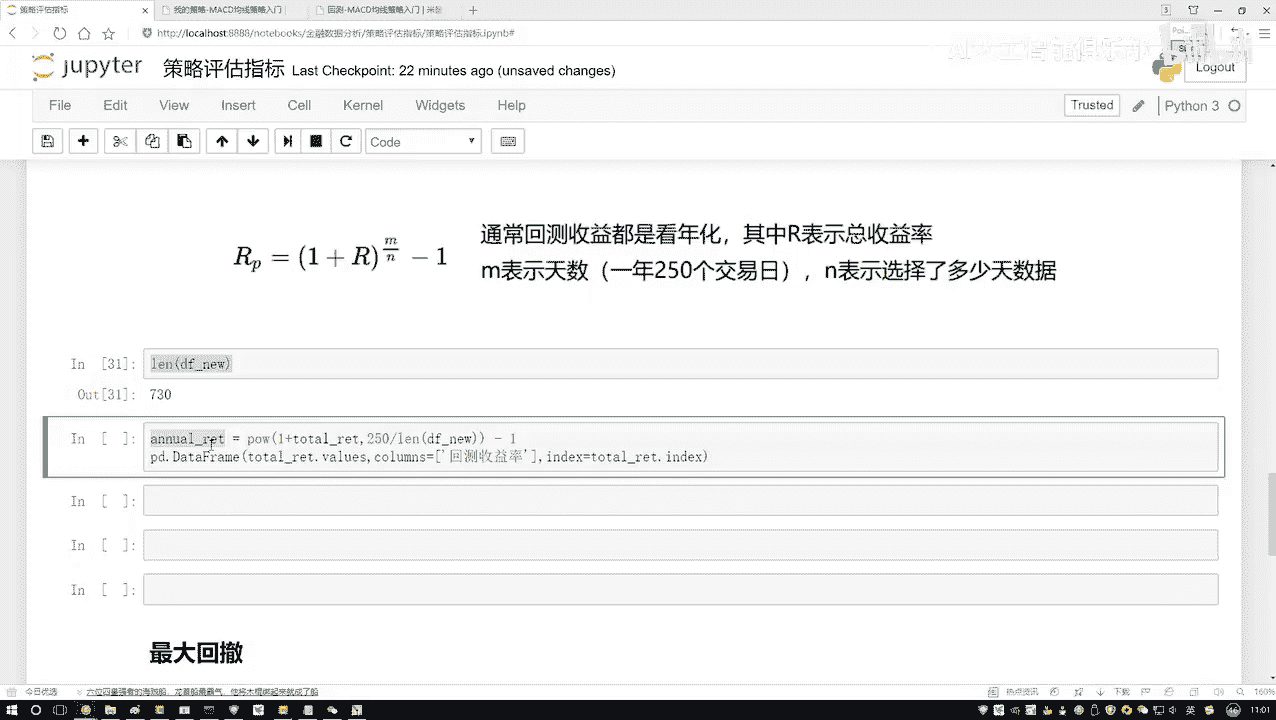 策略评估指标
我的策略-MACD均线策略入门
回测-MACD均线策略入门 | 米筐
http://localhost:8888/notebooks/金融数据分析/策略评估指标/策略评估指标.ipynb#
jupyter 策略评估指标 Last Checkpoint: 22 minutes ago (unsaved changes)
Logout
File Edit View Insert Cell Kernel Widgets Help
Trusted
Python 3
Code
R_p = (1 + R)^{\frac{m}{n}} − 1
通常回测收益都是看年化，其中R表示总收益率
m表示天数（一年250个交易日），n表示选择了多少天数据
In [31]: len(df_new)
Out[31]: 730
In [ ]: annual_ret = pow(1+total_ret,250/len(df_new)) - 1
pd.DataFrame(total_ret.values,columns=['回测收益率'],index=total_ret.index)
In [ ]:
In [ ]:
In [ ]:
最大回撤
今日优选
热点资讯
下载
160%
英
11:01